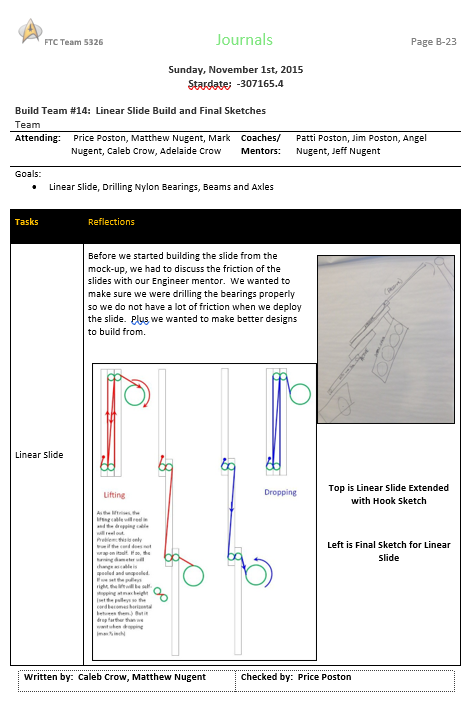 FTC Team 5326
Journals
Page B-23
Sunday, November 1st, 2015
Stardate: -307165.4
Build Team #14: Linear Slide Build and Final Sketches
Team
Attending: Price Poston, Matthew Nugent, Mark Nugent, Caleb Crow, Adelaide Crow
Coaches/ Mentors: Patti Poston, Jim Poston, Angel Nugent, Jeff Nugent
Goals:
• Linear Slide, Drilling Nylon Bearings, Beams and Axles
Tasks
Reflections
Linear Slide
Before we started building the slide from the
mock-up, we had to discuss the friction of the
slides with our Engineer mentor. We wanted to
make sure we were drilling the bearings properly
so we do not have a lot of friction when we deploy
the slide. Plus we wanted to make better designs
to build from.
Lifting
Dropping
As the lift rises, the
lifting cable will reel in
and the dropping cable
will reel out.
Problem: this is only
true if the cord does not
wrap on itself. If so, the
turning diameter will
change as cable is
spooled and unspooled.
If we set the pulleys
right, the lift will be self-
stopping at max height
(set the pulleys so the
cord becomes horizontal
between them.) But it
drop farther than we
want when dropping
(max ½ inch)
Top is Linear Slide Extended
with Hook Sketch
Left is Final Sketch for Linear
Slide
Written by: Caleb Crow, Matthew Nugent
Checked by: Price Poston